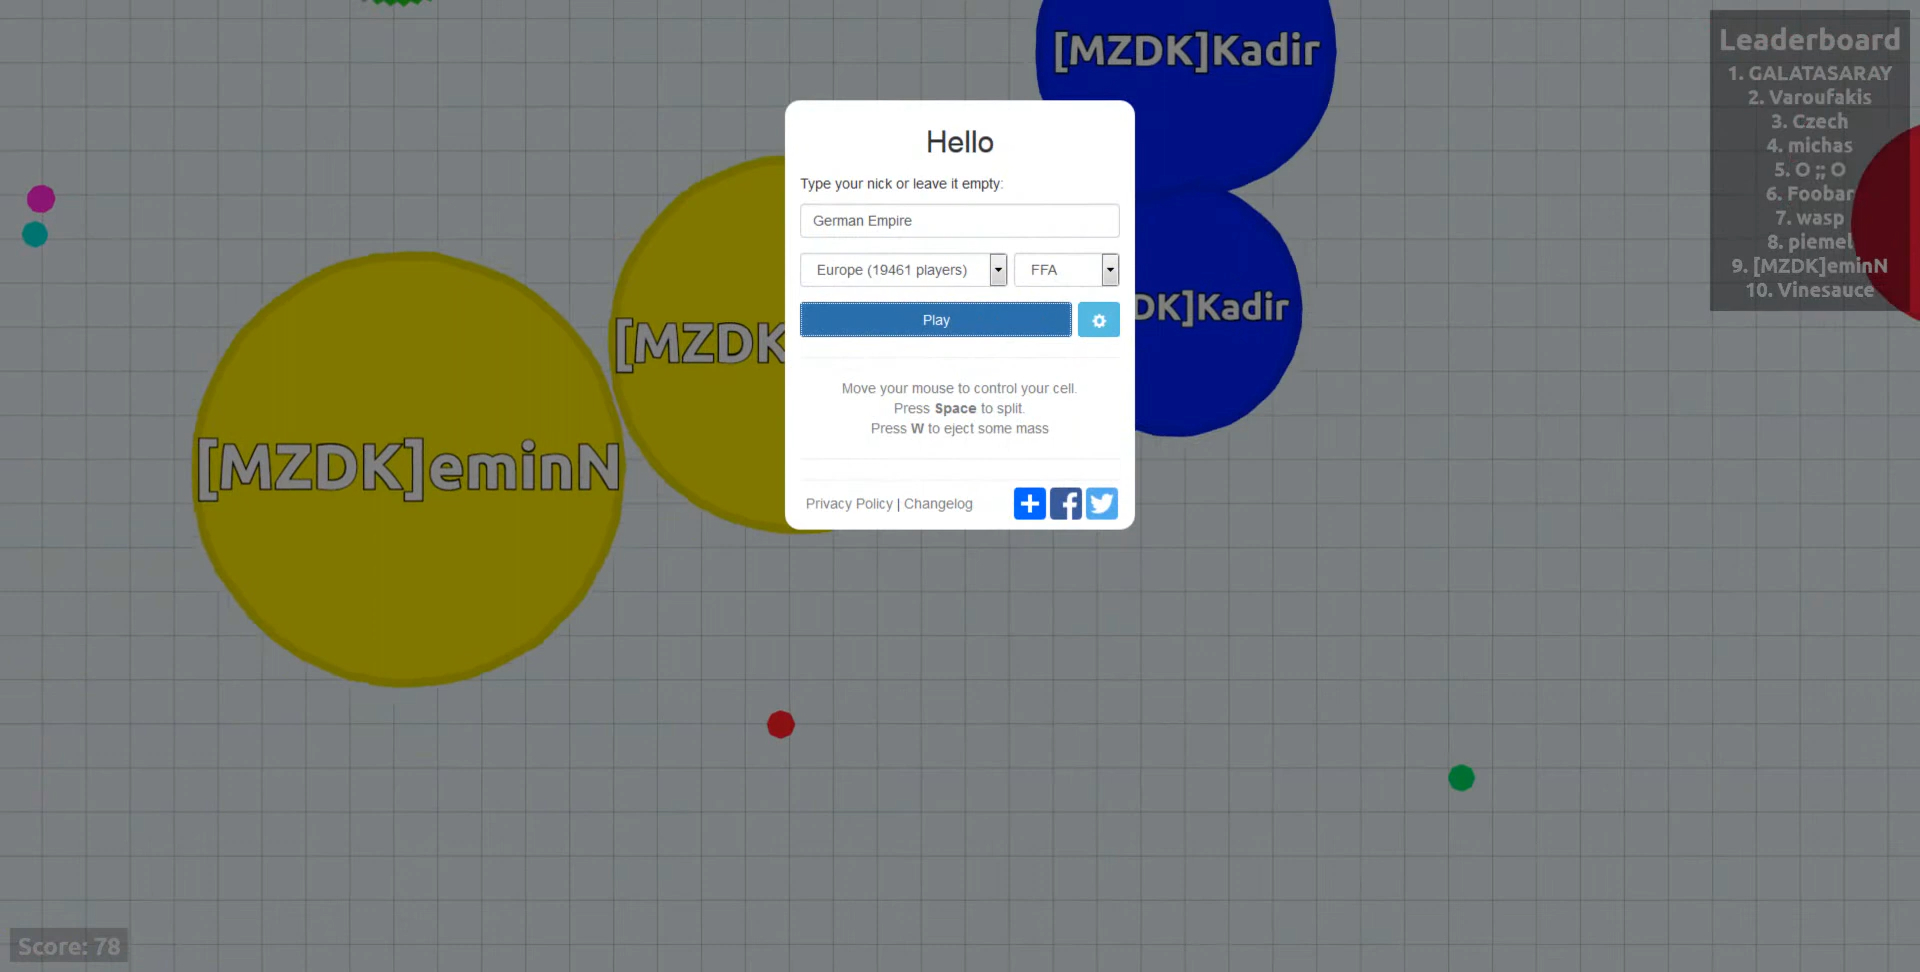 [MZDK]Kadir
Leaderboard
1. GALATASARAY
2. Varoufakis
3. Czech
4. michas
5. O ;; O
6. Foobar
7. wasp
8. piemel
9. [MZDK]eminN
10. Vinesauce
Hello
Type your nick or leave it empty:
German Empire
Europe (19461 players)
FFA
Play
DK]Kadir
[MZDK
Move your mouse to control your cell.
Press Space to split.
Press W to eject some mass
[MZDK]eminN
Privacy Policy | Changelog
Score: 78